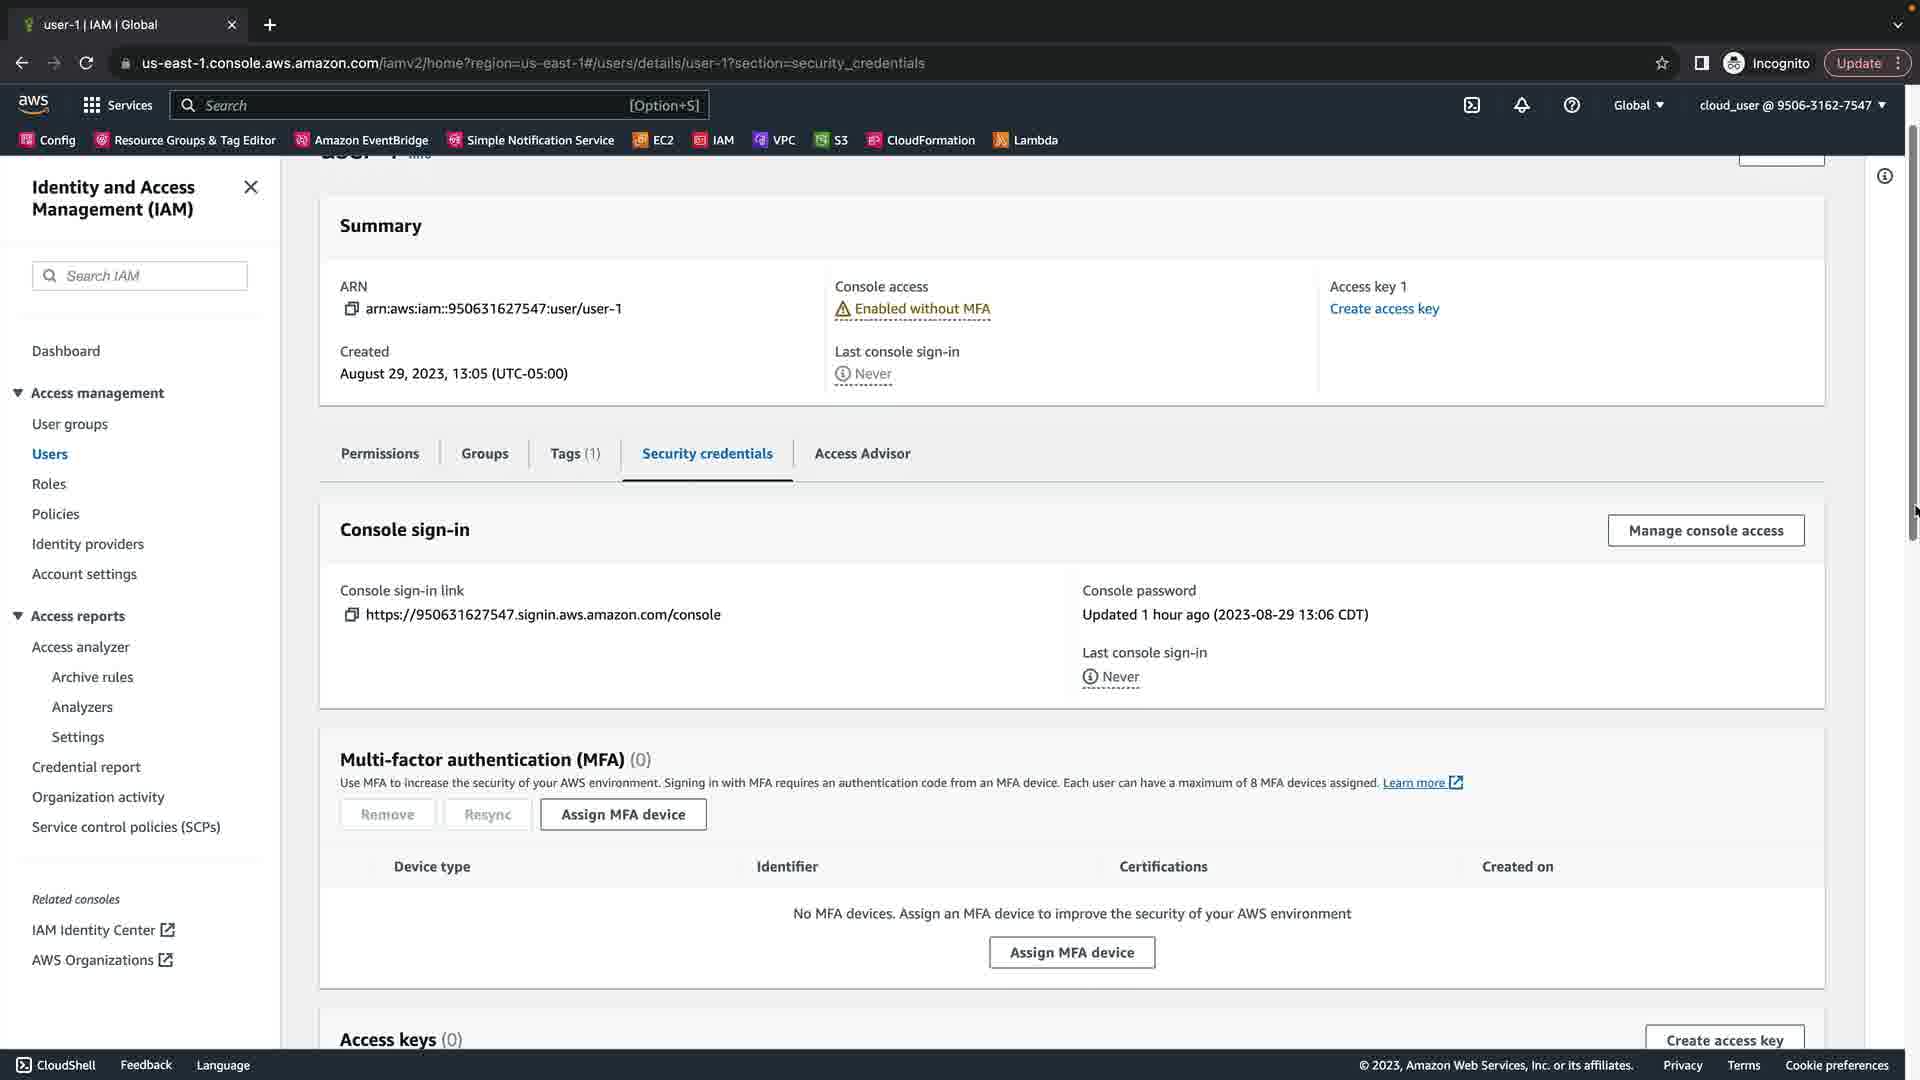 user-1 | IAM | Global
us-east-1.console.aws.amazon.com/iamv2/home?region=us-east-1#/users/details/user-1?section=security_credentials
Incognito
Update
aws
Services
Search
[Option+S]
Global
cloud_user @ 9506-3162-7547
Config
Resource Groups & Tag Editor
Amazon EventBridge
Simple Notification Service
EC2
IAM
VPC
S3
CloudFormation
Lambda
Identity and Access
Management (IAM)
Search IAM
Dashboard
Access management
User groups
Users
Roles
Policies
Identity providers
Account settings
Access reports
Access analyzer
Archive rules
Analyzers
Settings
Credential report
Organization activity
Service control policies (SCPs)
Related consoles
IAM Identity Center
AWS Organizations
user-1 Info
Summary
ARN
arn:aws:iam::950631627547:user/user-1
Created
August 29, 2023, 13:05 (UTC-05:00)
Console access
Enabled without MFA
Last console sign-in
Never
Access key 1
Create access key
Permissions
Groups
Tags (1)
Security credentials
Access Advisor
Console sign-in
Manage console access
Console sign-in link
https://950631627547.signin.aws.amazon.com/console
Console password
Updated 1 hour ago (2023-08-29 13:06 CDT)
Last console sign-in
Never
Multi-factor authentication (MFA) (0)
Use MFA to increase the security of your AWS environment. Signing in with MFA requires an authentication code from an MFA device. Each user can have a maximum of 8 MFA devices assigned. Learn more
Remove
Resync
Assign MFA device
Device type
Identifier
Certifications
Created on
No MFA devices. Assign an MFA device to improve the security of your AWS environment
Assign MFA device
Access keys (0)
Create access key
CloudShell
Feedback
Language
© 2023, Amazon Web Services, Inc. or its affiliates.
Privacy
Terms
Cookie preferences